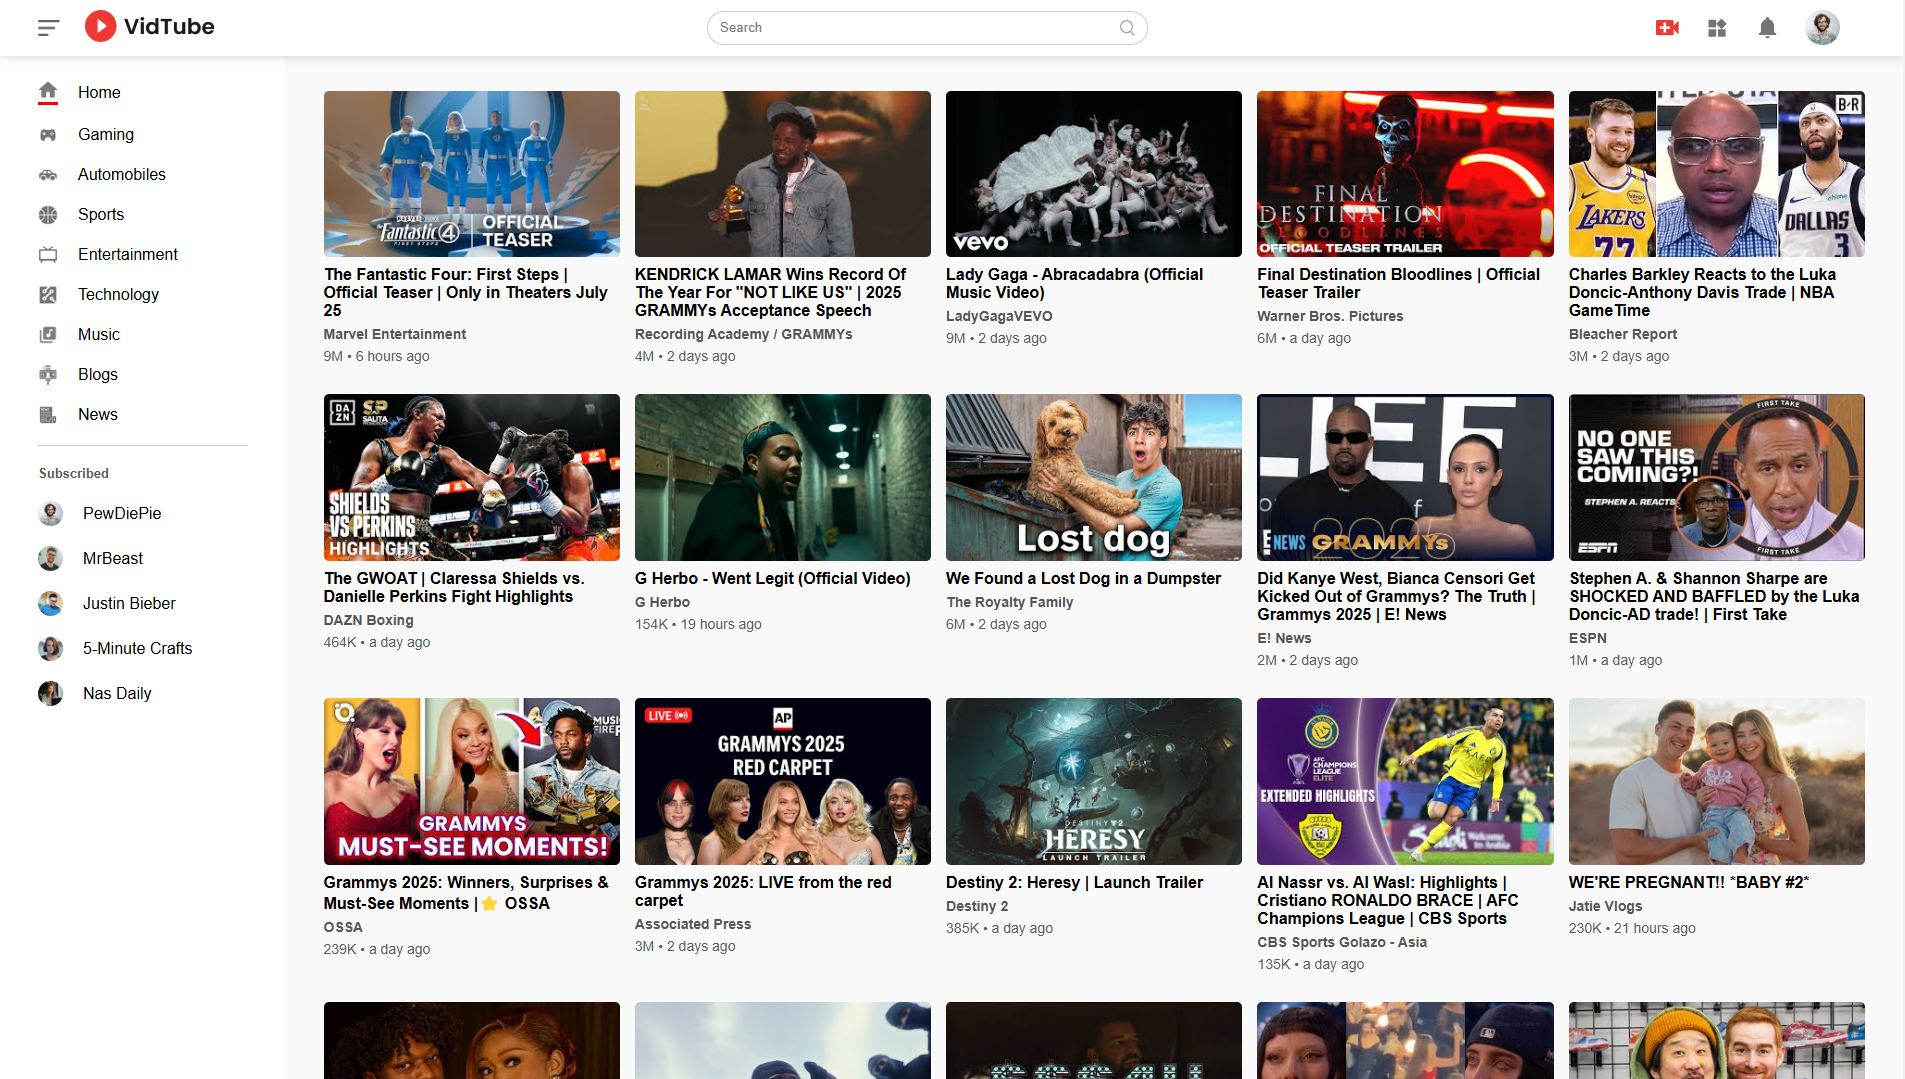 VidTube
Search
Home
Gaming
Automobiles
Sports
Entertainment
Technology
Music
Blogs
News
Subscribed
PewDiePie
MrBeast
Justin Bieber
5-Minute Crafts
Nas Daily
MARVEL STUDIOS
The Fantastic 4
FIRST STEPS
OFFICIAL
TEASER
The Fantastic Four: First Steps |
Official Teaser | Only in Theaters July
25
Marvel Entertainment
9M • 6 hours ago
KENDRICK LAMAR Wins Record Of
The Year For "NOT LIKE US" | 2025
GRAMMYs Acceptance Speech
Recording Academy / GRAMMYs
4M • 2 days ago
vevo
Lady Gaga - Abracadabra (Official
Music Video)
LadyGagaVEVO
9M • 2 days ago
FINAL
DESTINATION
BLOODLINES
OFFICIAL TEASER TRAILER
Final Destination Bloodlines | Official
Teaser Trailer
Warner Bros. Pictures
6M • a day ago
B/R
LAKERS
77
chime
DALLAS
3
Charles Barkley Reacts to the Luka
Doncic-Anthony Davis Trade | NBA
GameTime
Bleacher Report
3M • 2 days ago
DAZN
SP
SALITA
SHIELDS
VS PERKINS
HIGHLIGHTS
The GWOAT | Claressa Shields vs.
Danielle Perkins Fight Highlights
DAZN Boxing
464K • a day ago
G Herbo - Went Legit (Official Video)
G Herbo
154K • 19 hours ago
Lost dog
We Found a Lost Dog in a Dumpster
The Royalty Family
6M • 2 days ago
E! NEWS
2025
GRAMMYs
Did Kanye West, Bianca Censori Get
Kicked Out of Grammys? The Truth |
Grammys 2025 | E! News
E! News
2M • 2 days ago
FIRST TAKE
NO ONE
SAW THIS
COMING?!
STEPHEN A. REACTS
ESPN
FIRST TAKE
Stephen A. & Shannon Sharpe are
SHOCKED AND BAFFLED by the Luka
Doncic-AD trade! | First Take
ESPN
1M • a day ago
GRAMMYS
MUST-SEE MOMENTS!
Grammys 2025: Winners, Surprises &
Must-See Moments |⭐ OSSA
OSSA
239K • a day ago
LIVE
AP
GRAMMYS 2025
RED CARPET
Grammys 2025: LIVE from the red
carpet
Associated Press
3M • 2 days ago
DESTINY 2
HERESY
LAUNCH TRAILER
Destiny 2: Heresy | Launch Trailer
Destiny 2
385K • a day ago
AFC
CHAMPIONS
LEAGUE
ELITE
EXTENDED HIGHLIGHTS
Saudi Welcome
to Arabia
Al Nassr vs. Al Wasl: Highlights |
Cristiano RONALDO BRACE | AFC
Champions League | CBS Sports
CBS Sports Golazo - Asia
135K • a day ago
WE'RE PREGNANT!! *BABY #2*
Jatie Vlogs
230K • 21 hours ago